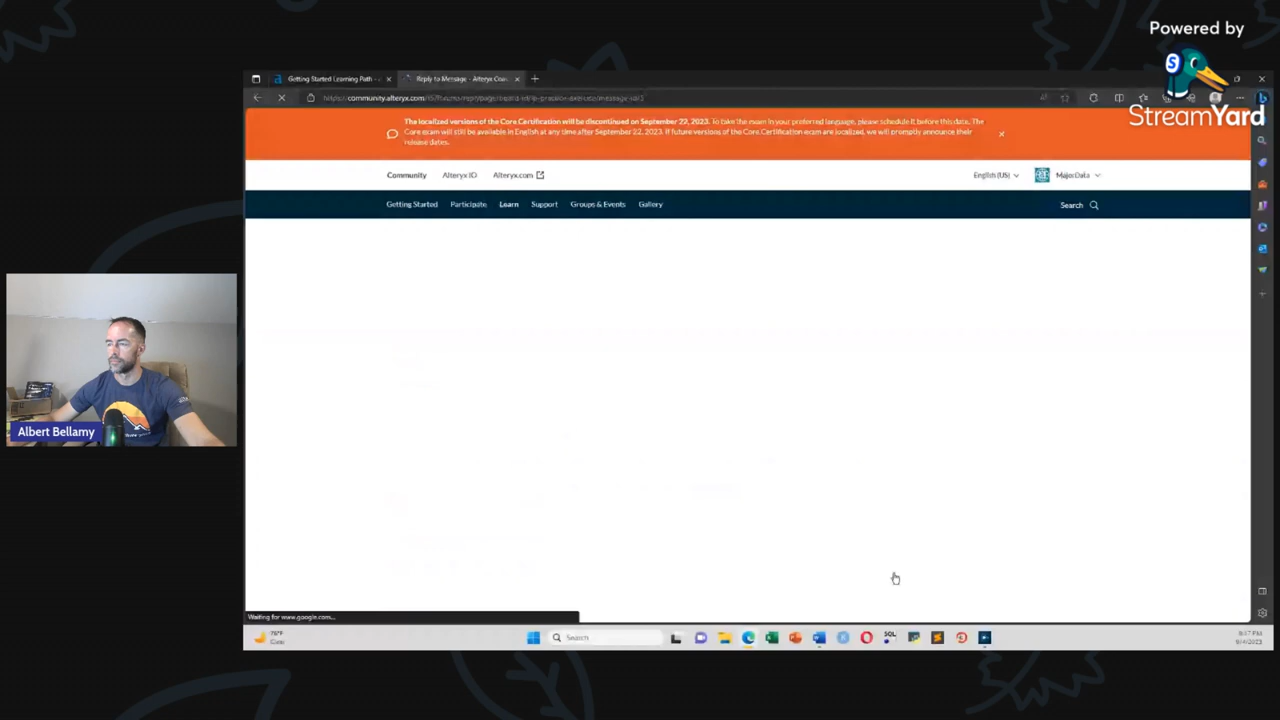 Powered by
StreamYard
Getting Started Learning Path -
Reply to Message - Alteryx Com
The localized versions of the Core Certification will be discontinued on September 22, 2023. To take the exam in your preferred language, please schedule it before this date. The
Core exam will still be available in English at any time after September 22, 2023. If future versions of the Core Certification exam are localized, we will promptly announce their
release dates.
Community Alteryx IO Alteryx.com English (US) MajorData
Getting Started Participate Learn Support Groups & Events Gallery Search
Albert Bellamy
Waiting for www.google.com...
Search
SQL